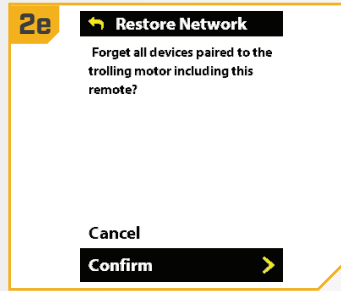 2e
Restore Network
Forget all devices paired to the
trolling motor including this
remote?
Cancel
Confirm